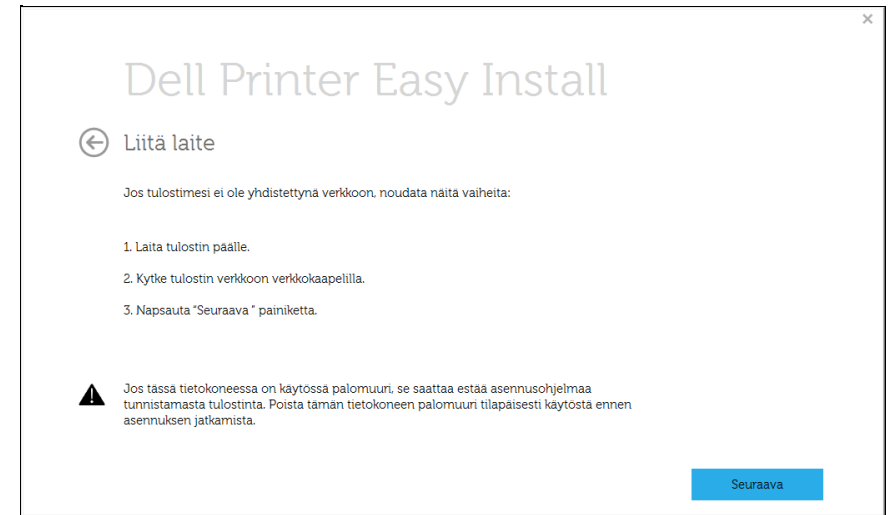 Dell Printer Easy Install
Liitä laite
Jos tulostimesi ei ole yhdistettynä verkkoon, noudata näitä vaiheita:
1. Laita tulostin päälle.
2. Kytke tulostin verkkoon verkkokaapelilla.
3. Napsauta "Seuraava " painiketta.
Jos tässä tietokoneessa on käytössä palomuuri, se saattaa estää asennusohjelmaa
tunnistamasta tulostinta. Poista tämän tietokoneen palomuuri tilapäisesti käytöstä ennen
asennuksen jatkamista.
Seuraava